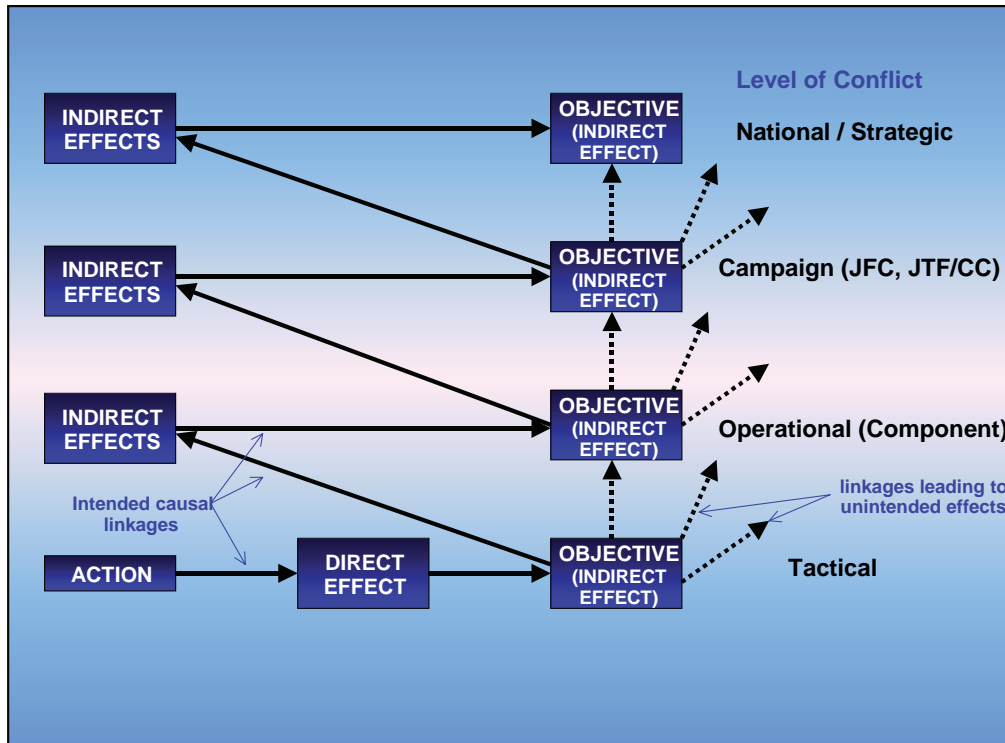 Level of Conflict
INDIRECT
EFFECTS
OBJECTIVE
(INDIRECT
EFFECT)
National / Strategic
INDIRECT
EFFECTS
OBJECTIVE
(INDIRECT
EFFECT)
Campaign (JFC, JTF/CC)
INDIRECT
EFFECTS
OBJECTIVE
(INDIRECT
EFFECT)
Operational (Component)
Intended causal
linkages
linkages leading to
unintended effects
ACTION
DIRECT
EFFECT
OBJECTIVE
(INDIRECT
EFFECT)
Tactical